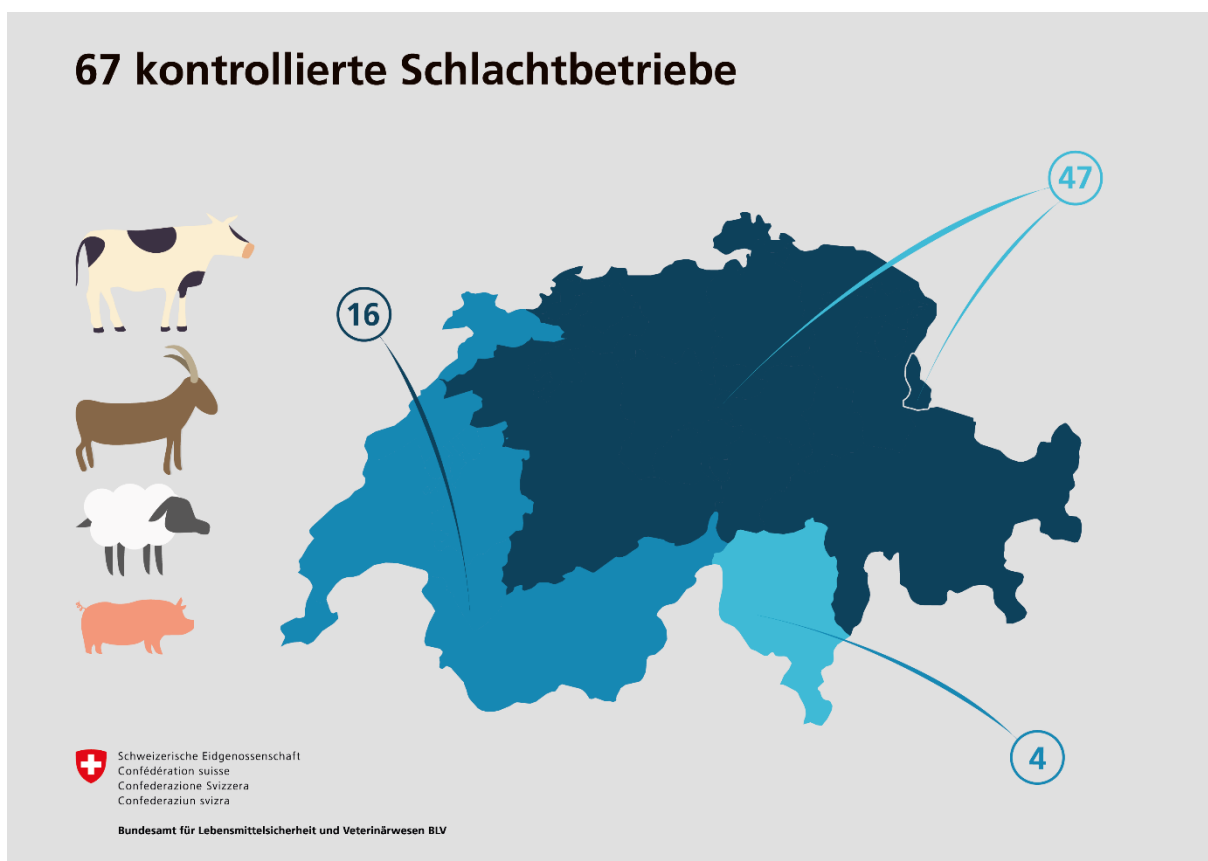 67 kontrollierte Schlachtbetriebe
47
16
4
Schweizerische Eidgenossenschaft
Confédération suisse
Confederazione Svizzera
Confederaziun svizra
Bundesamt für Lebensmittelsicherheit und Veterinärwesen BLV